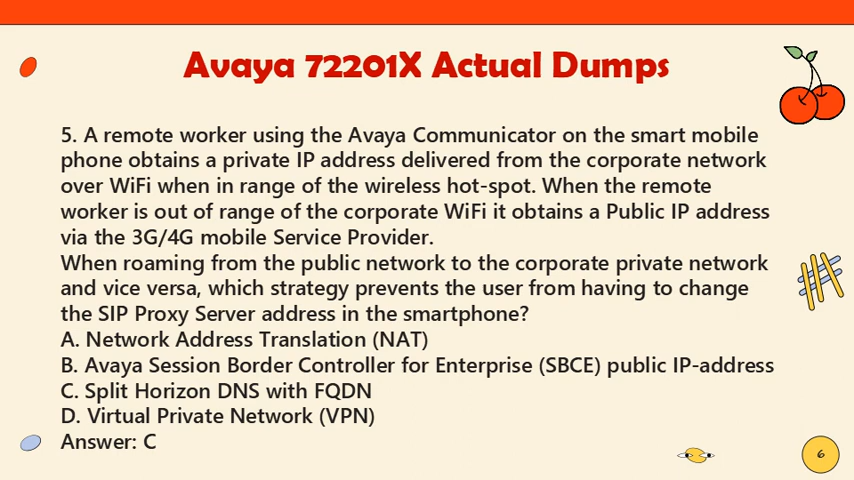 Avaya 72201X Actual Dumps
5. A remote worker using the Avaya Communicator on the smart mobile
phone obtains a private IP address delivered from the corporate network
over WiFi when in range of the wireless hot-spot. When the remote
worker is out of range of the corporate WiFi it obtains a Public IP address
via the 3G/4G mobile Service Provider.
When roaming from the public network to the corporate private network
and vice versa, which strategy prevents the user from having to change
the SIP Proxy Server address in the smartphone?
A. Network Address Translation (NAT)
B. Avaya Session Border Controller for Enterprise (SBCE) public IP-address
C. Split Horizon DNS with FQDN
D. Virtual Private Network (VPN)
Answer: C
6